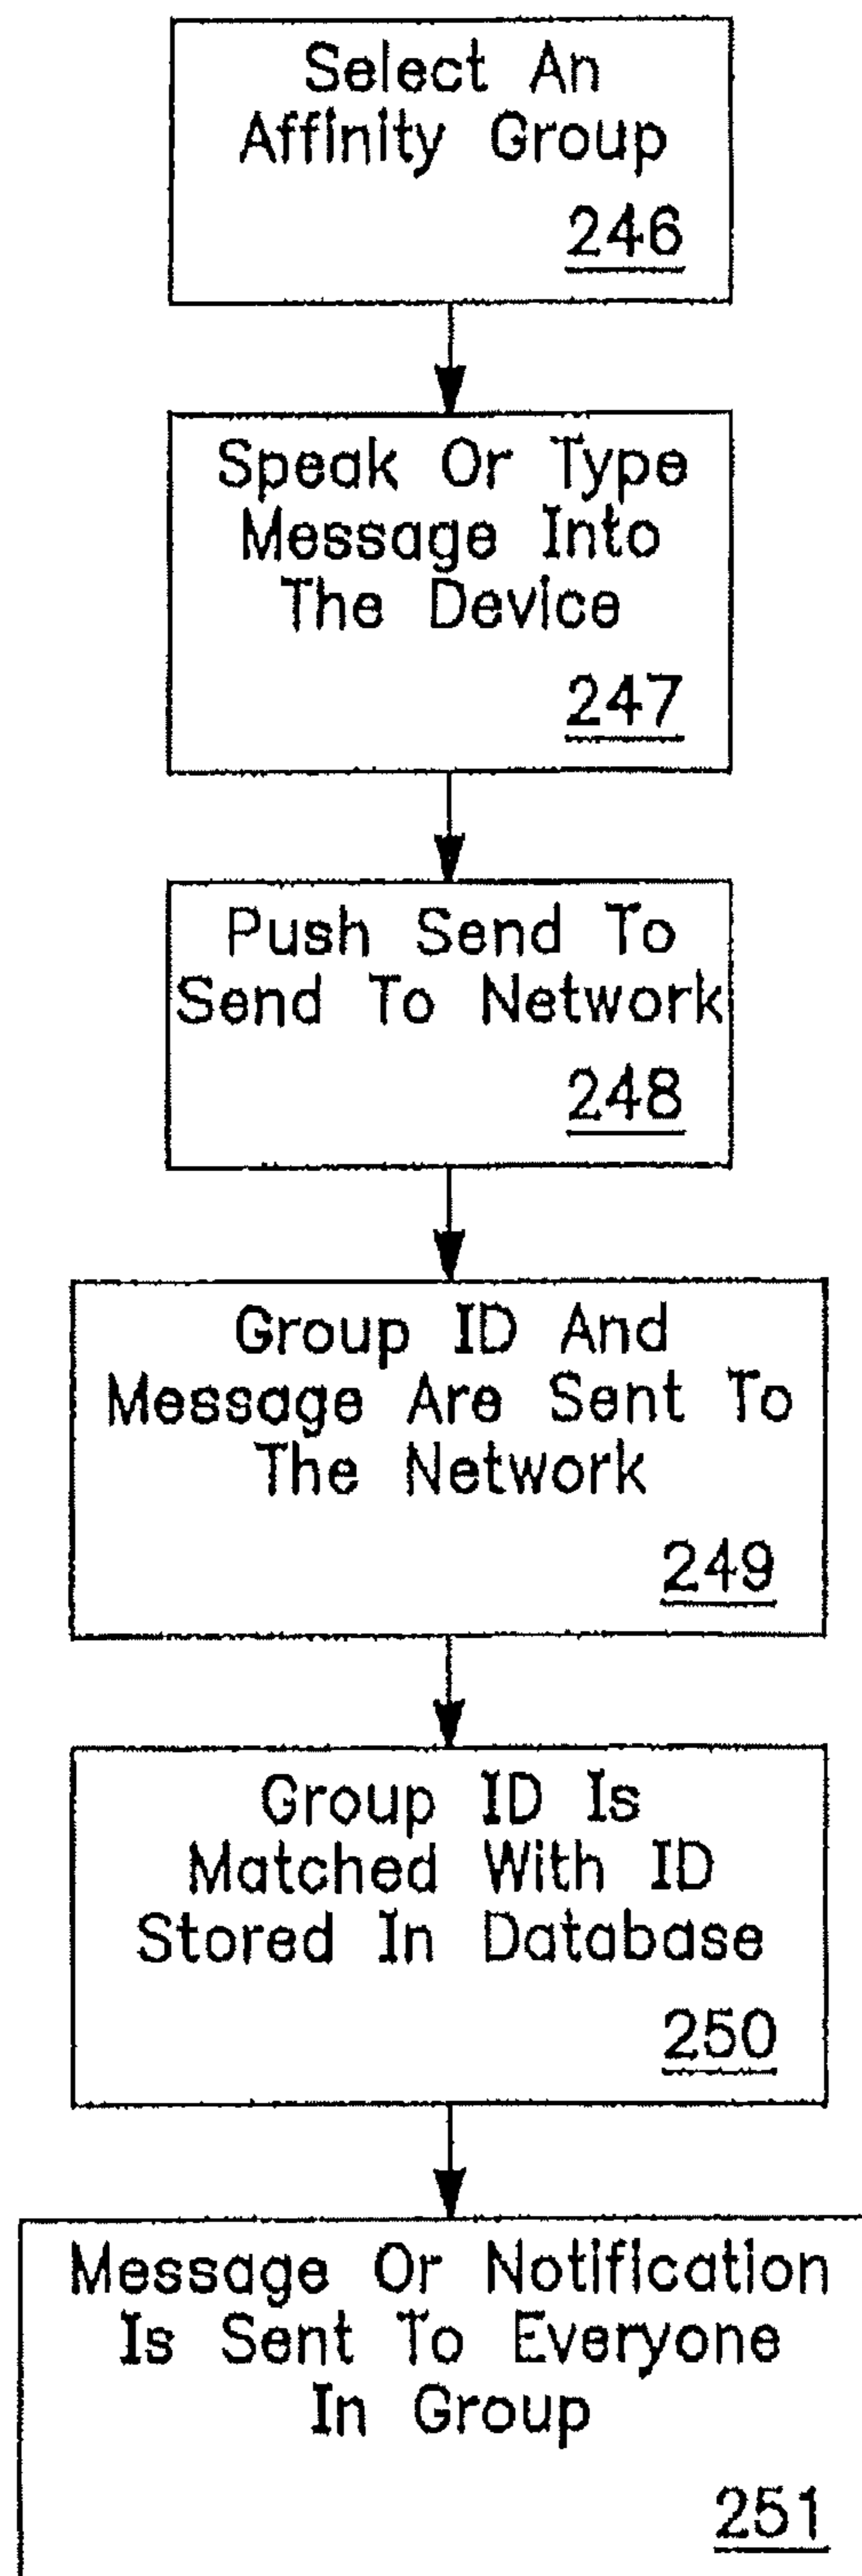 Select An
Affinity Group
246
Speak Or Type
Message Into
The Device
247
Push Send To
Send To Network
248
Group ID And
Message Are Sent To
The Network
249
Group ID Is
Matched With ID
Stored In Database
250
Message Or Notification
Is Sent To Everyone
In Group
251